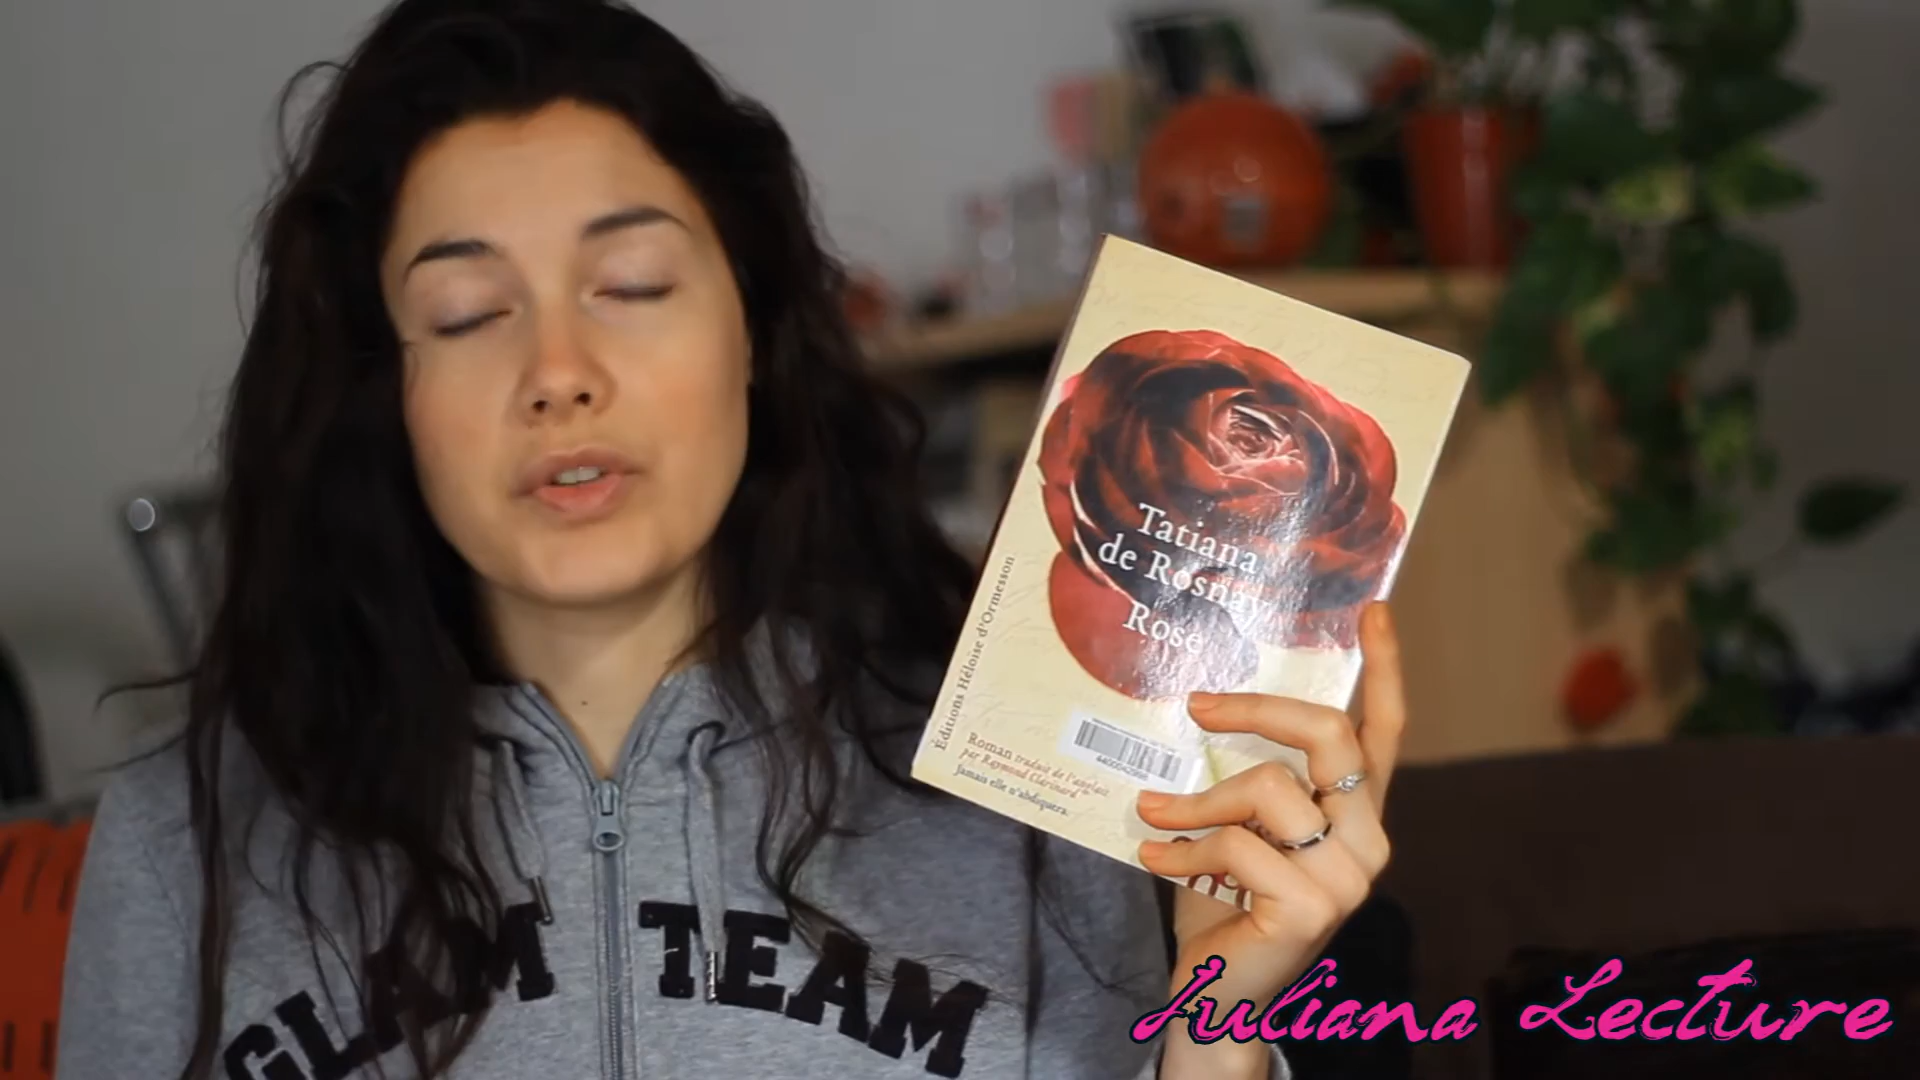 Tatiana
de Rosnay
Rose
Éditions Héloïse d'Ormesson
Roman traduit de l'anglais
par Raymond Clarinard
Jamais elle n'abdiquera.
GLAM TEAM
Iuliana Lecture